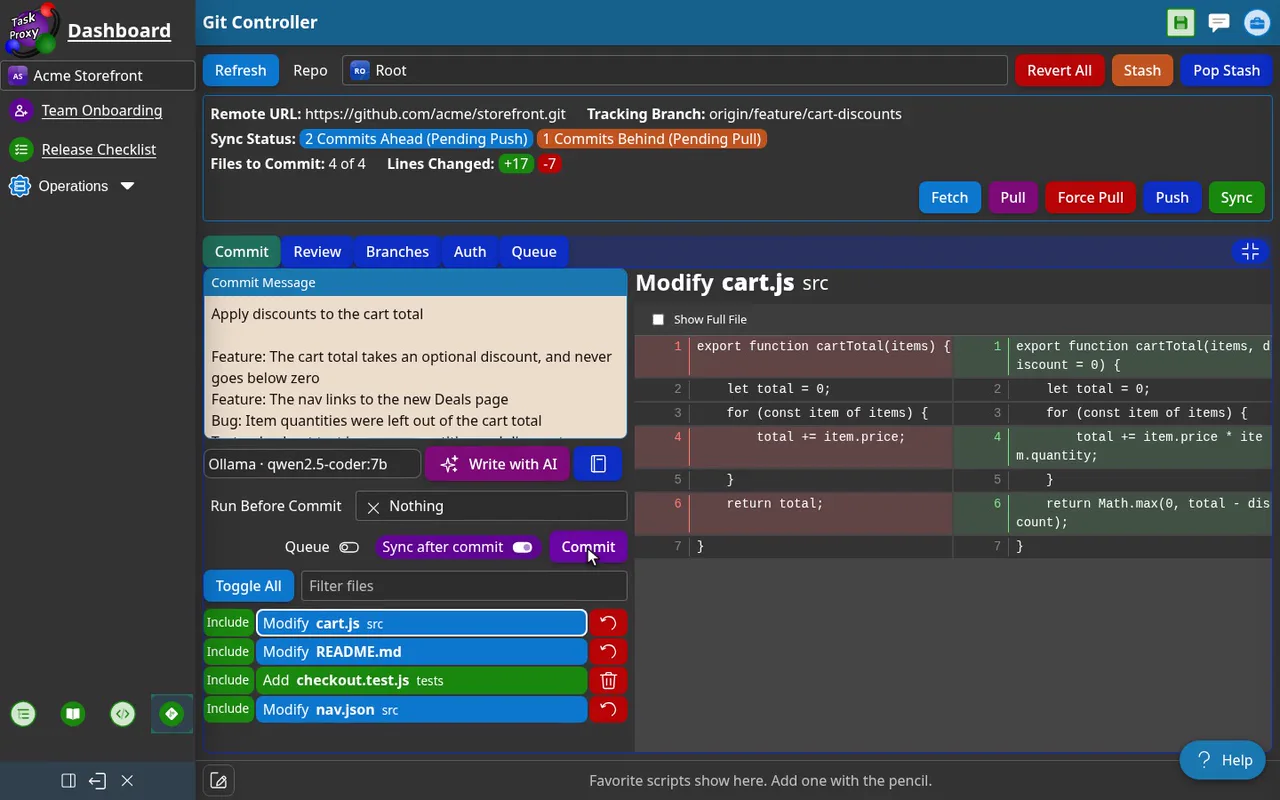 Task
Proxy
Dashboard
AS Acme Storefront
Team Onboarding
Release Checklist
Operations
Git Controller
Refresh
Repo
RO Root
Revert All
Stash
Pop Stash
Remote URL: https://github.com/acme/storefront.git Tracking Branch: origin/feature/cart-discounts
Sync Status: 2 Commits Ahead (Pending Push) 1 Commits Behind (Pending Pull)
Files to Commit: 4 of 4 Lines Changed: +17 -7
Fetch
Pull
Force Pull
Push
Sync
Commit
Review
Branches
Auth
Queue
Commit Message
Apply discounts to the cart total
Feature: The cart total takes an optional discount, and never
goes below zero
Feature: The nav links to the new Deals page
Bug: Item quantities were left out of the cart total
Ollama · qwen2.5-coder:7b
Write with AI
Run Before Commit
Nothing
Queue
Sync after commit
Commit
Toggle All
Filter files
Include Modify cart.js src
Include Modify README.md
Include Add checkout.test.js tests
Include Modify nav.json src
Modify cart.js src
Show Full File
1 export function cartTotal(items) {
2 let total = 0;
3 for (const item of items) {
4 total += item.price;
5 }
6 return total;
7 }
1 export function cartTotal(items, d
iscount = 0) {
2 let total = 0;
3 for (const item of items) {
4 total += item.price * ite
m.quantity;
5 }
6 return Math.max(0, total - dis
count);
7 }
Favorite scripts show here. Add one with the pencil.
? Help